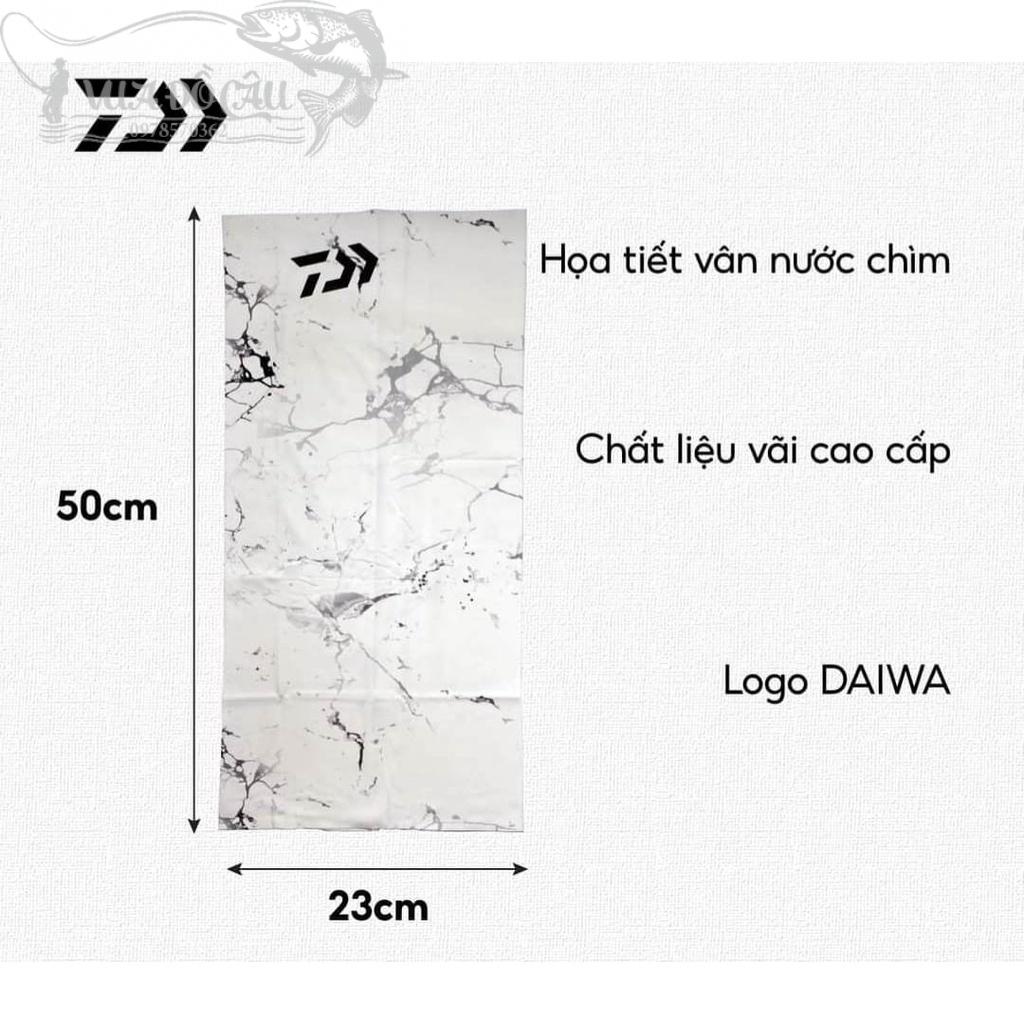 VUA ĐỒ CÂU
0978570362
Họa tiết vân nước chìm
Chất liệu vãi cao cấp
50cm
Logo DAIWA
23cm